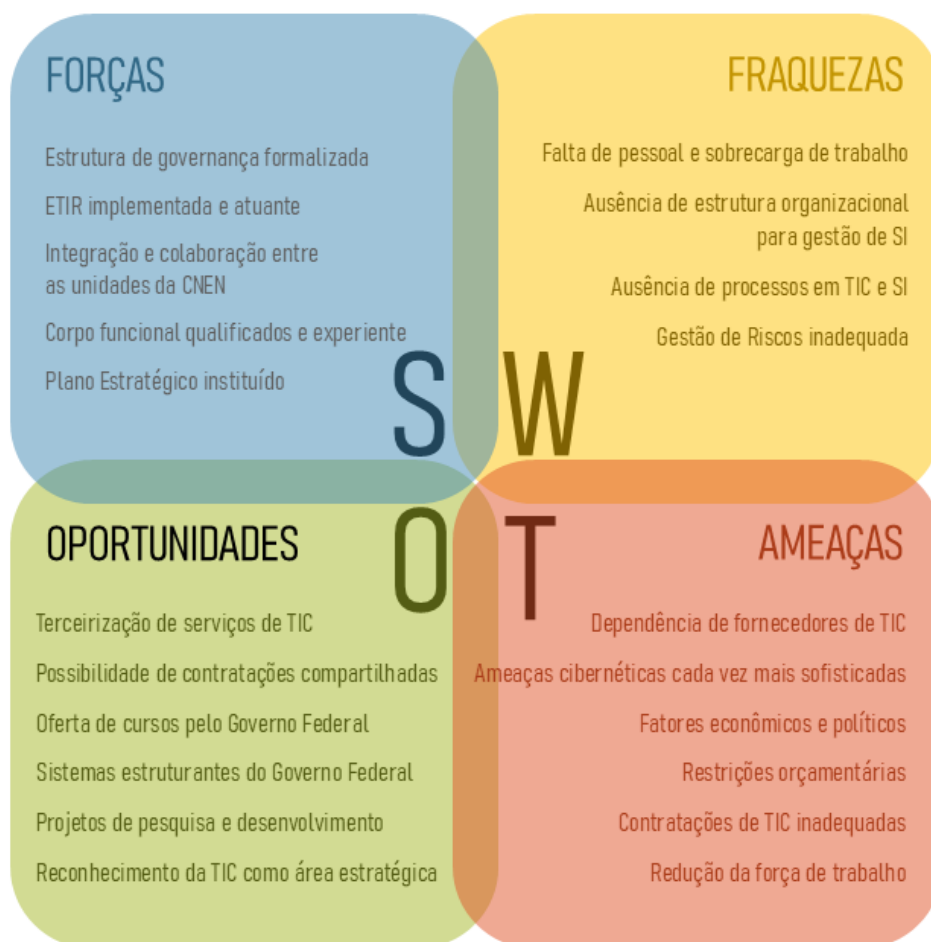 FORÇAS
Estrutura de governança formalizada
ETIR implementada e atuante
Integração e colaboração entre
as unidades da CNEN
Corpo funcional qualificados e experiente
Plano Estratégico instituído
S
FRAQUEZAS
Falta de pessoal e sobrecarga de trabalho
Ausência de estrutura organizacional
para gestão de SI
Ausência de processos em TIC e SI
Gestão de Riscos inadequada
W
OPORTUNIDADES
O
Terceirização de serviços de TIC
Possibilidade de contratações compartilhadas
Oferta de cursos pelo Governo Federal
Sistemas estruturantes do Governo Federal
Projetos de pesquisa e desenvolvimento
Reconhecimento da TIC como área estratégica
T
AMEAÇAS
Dependência de fornecedores de TIC
Ameaças cibernéticas cada vez mais sofisticadas
Fatores econômicos e políticos
Restrições orçamentárias
Contratações de TIC inadequadas
Redução da força de trabalho